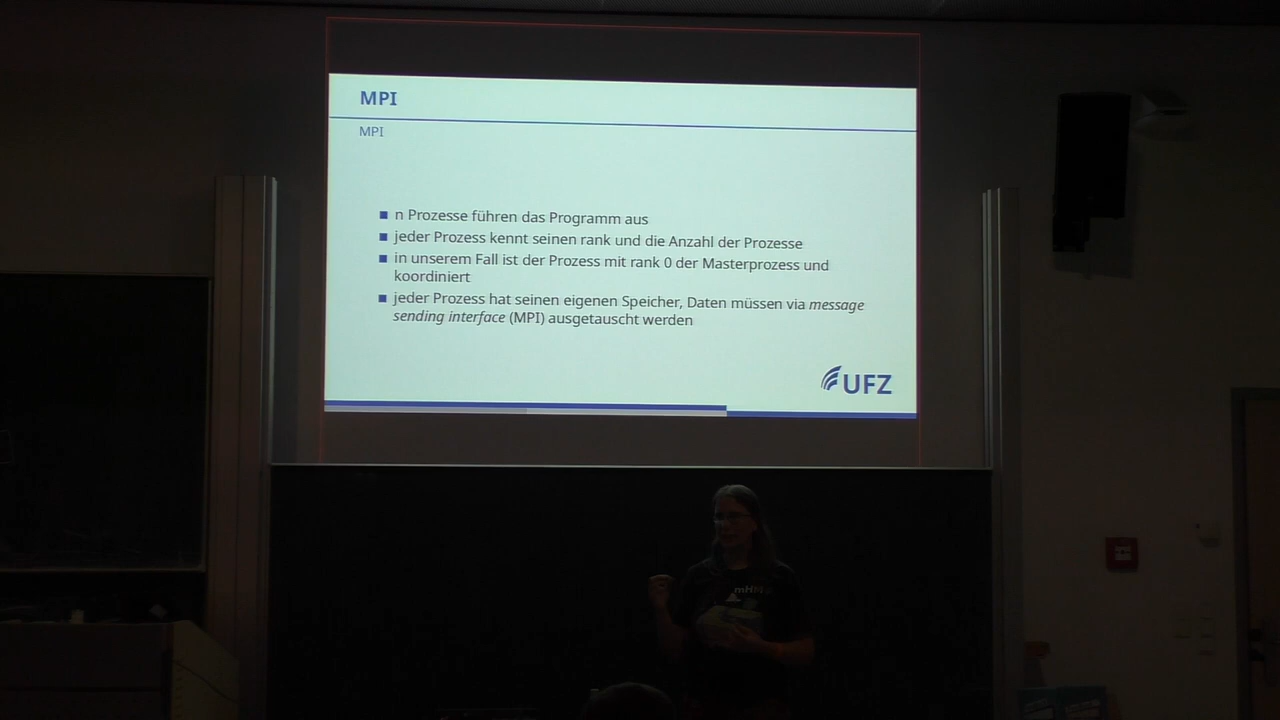 MPI
MPI
n Prozesse führen das Programm aus
jeder Prozess kennt seinen rank und die Anzahl der Prozesse
in unserem Fall ist der Prozess mit rank 0 der Masterprozess und
koordiniert
jeder Prozess hat seinen eigenen Speicher, Daten müssen via message
sending interface (MPI) ausgetauscht werden
UFZ
mHM